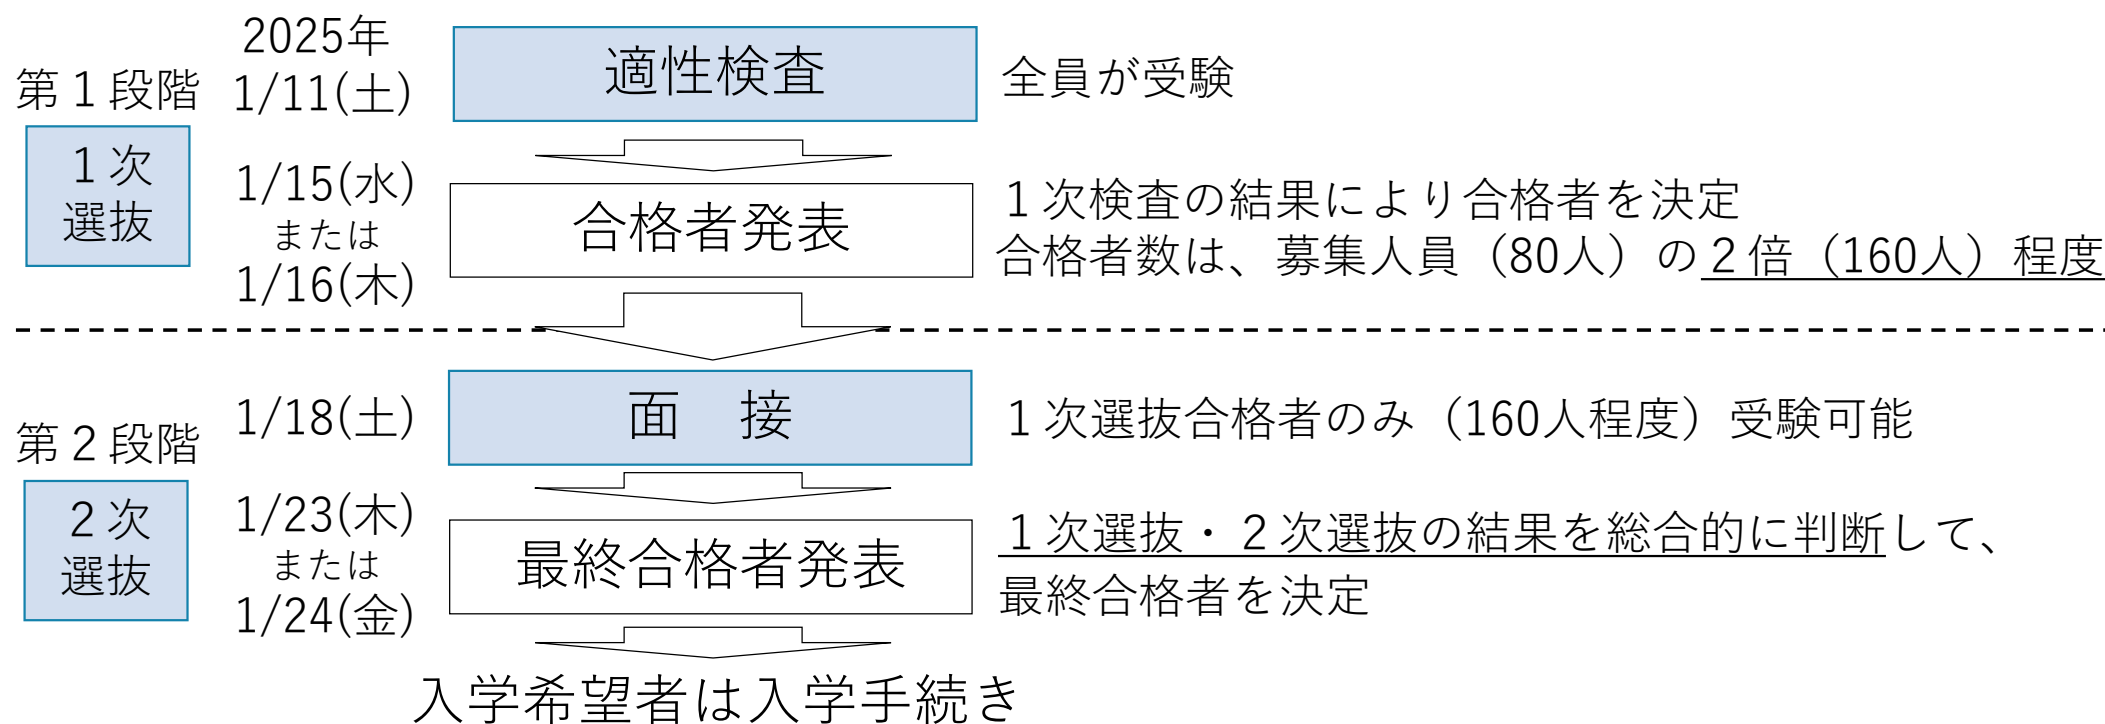 2025年
第１段階
1/11(土)
適性検査
全員が受験
１次
選抜
1/15(水)
または
1/16(木)
合格者発表
１次検査の結果により合格者を決定
合格者数は、募集人員（80人）の２倍（160人）程度
第２段階
1/18(土)
面　接
１次選抜合格者のみ（160人程度）受験可能
２次
選抜
1/23(木)
または
1/24(金)
最終合格者発表
１次選抜・２次選抜の結果を総合的に判断して、
最終合格者を決定
入学希望者は入学手続き